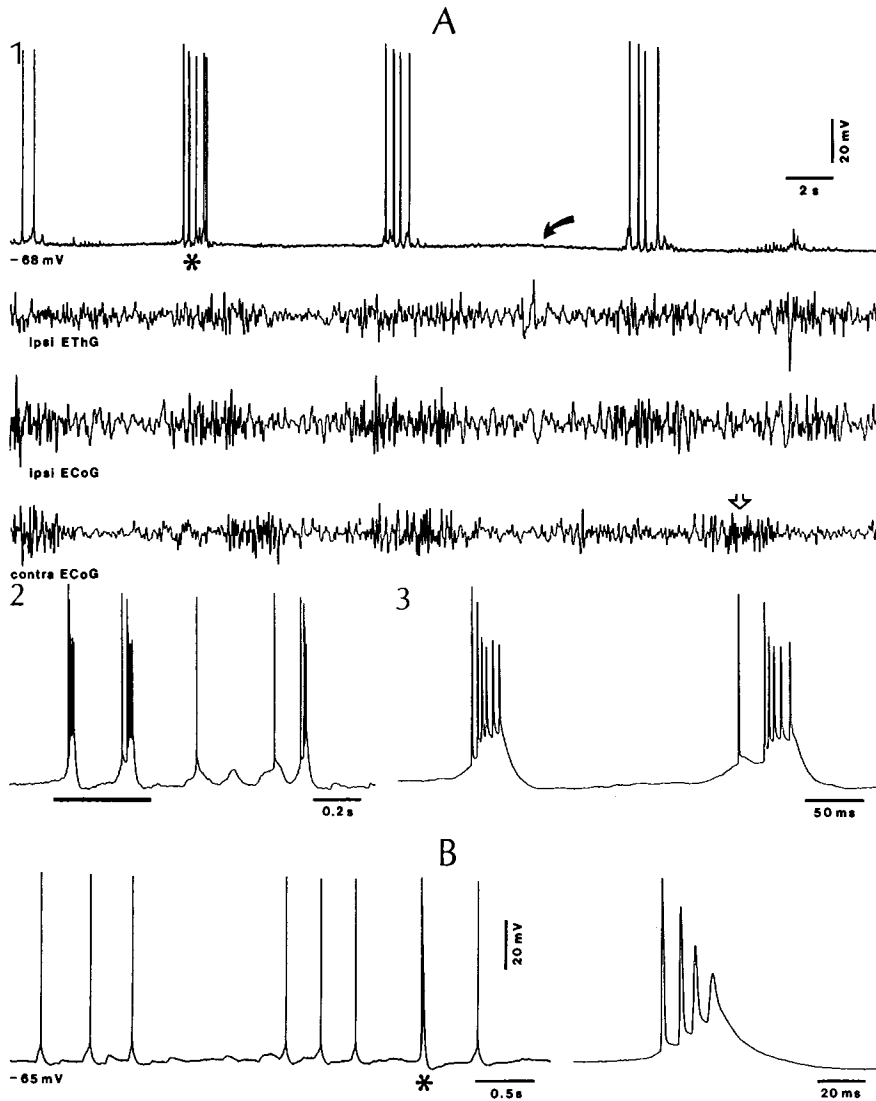 A
1
20 mV
2 s
-68 mV
*
Ipsi EThG
Ipsi ECoG
contra ECoG
2
3
0.2 s
50 ms
B
20 mV
-65 mV
*
0.5 s
20 ms